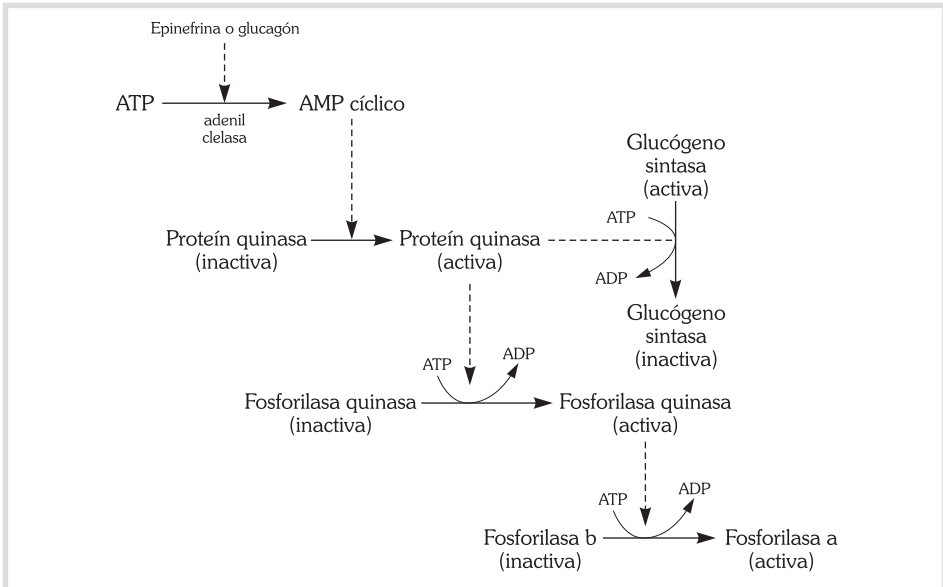 Epinefrina o glucagón
ATP
AMP cíclico
adenil
clelasa
Glucógeno
sintasa
(activa)
ATP
Proteín quinasa
(inactiva)
Proteín quinasa
(activa)
ADP
Glucógeno
sintasa
(inactiva)
ATP
ADP
Fosforilasa quinasa
(inactiva)
Fosforilasa quinasa
(activa)
ATP
ADP
Fosforilasa b
(inactiva)
Fosforilasa a
(activa)